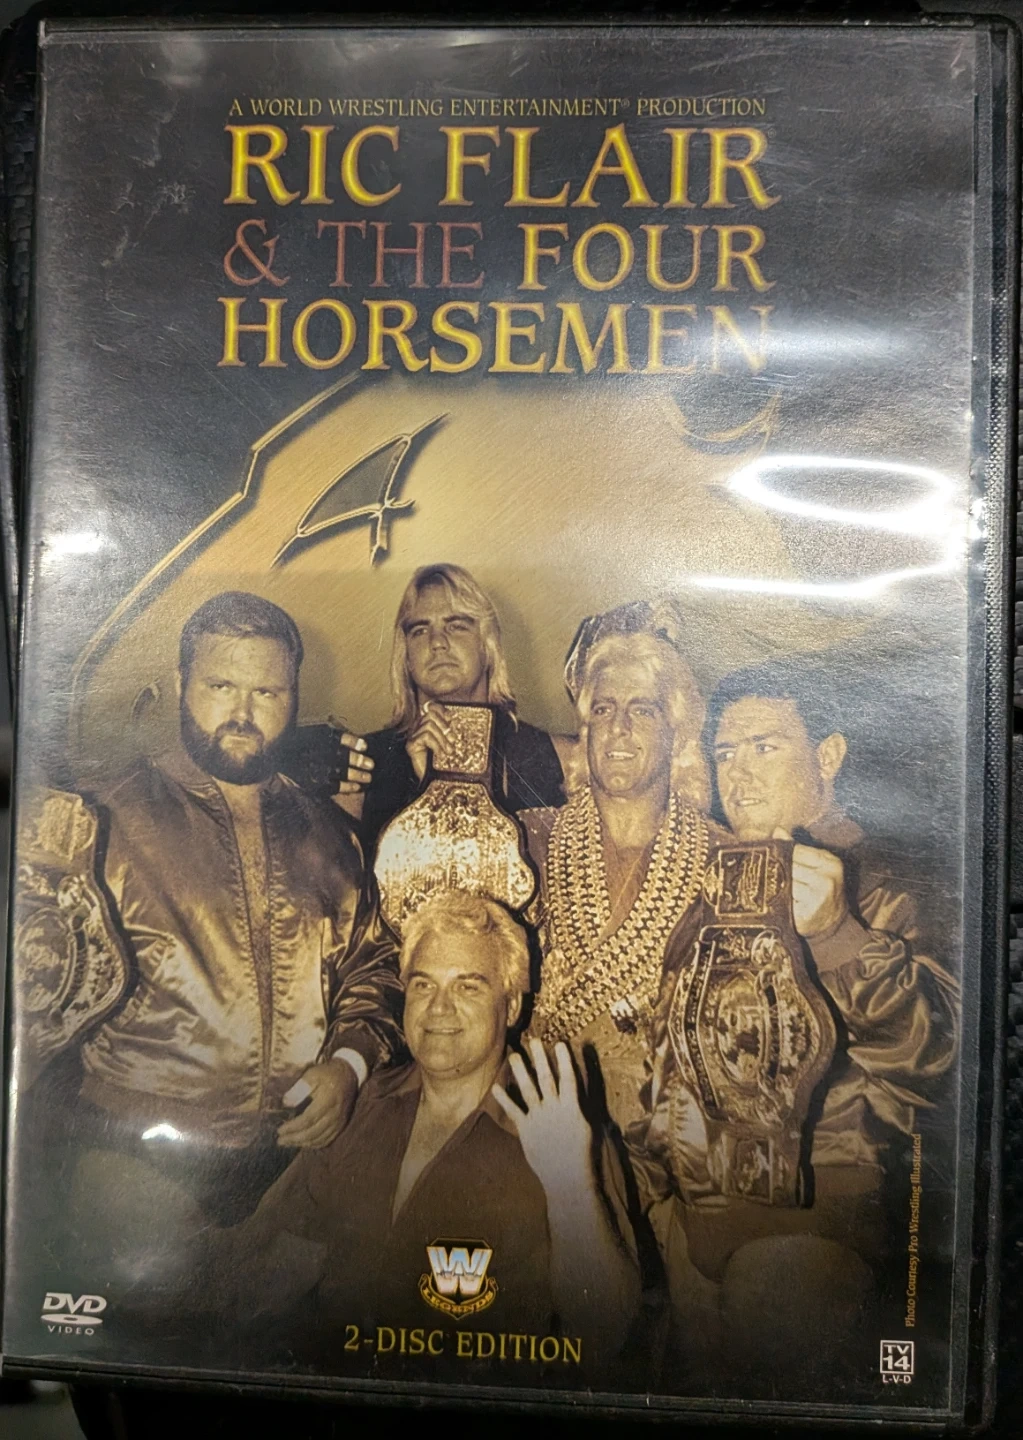 A WORLD WRESTLING ENTERTAINMENT® PRODUCTION
RIC FLAIR
& THE FOUR
HORSEMEN
4
Photo Courtesy Pro Wrestling Illustrated
W
LEGENDS
DVD
VIDEO
2-DISC EDITION
TV
14
L-V-D